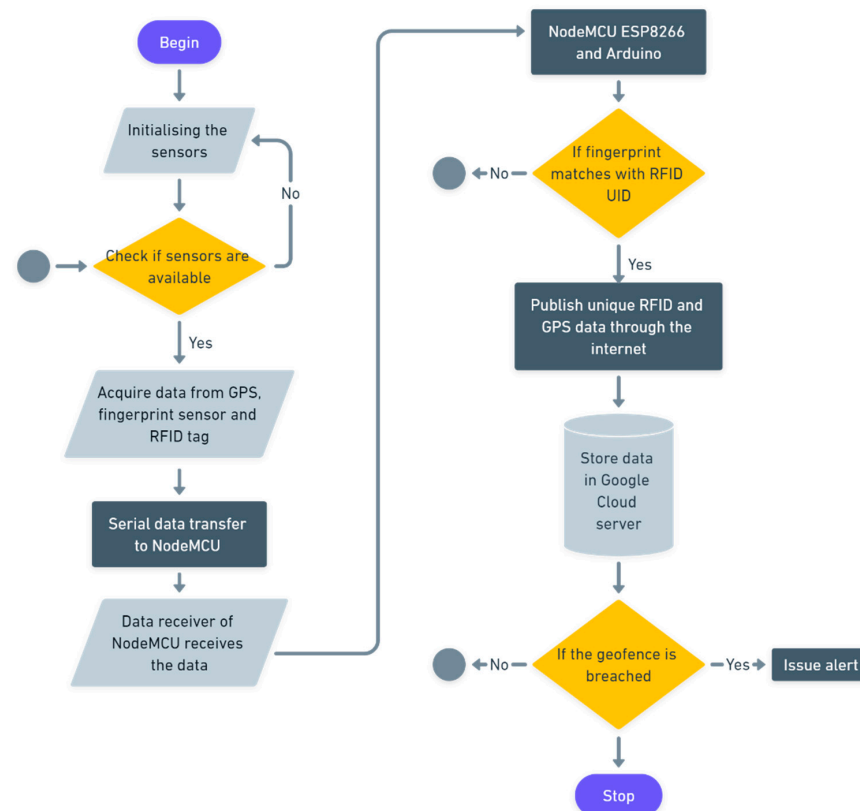 Begin
Initialising the
sensors
No
Check if sensors are
available
Yes
Acquire data from GPS,
fingerprint sensor and
RFID tag
Serial data transfer
to NodeMCU
Data receiver of
NodeMCU receives
the data
NodeMCU ESP8266
and Arduino
If fingerprint
matches with RFID
UID
No
Yes
Publish unique RFID and
GPS data through the
internet
Store data
in Google
Cloud
server
If the geofence is
breached
No
Yes
Issue alert
Stop